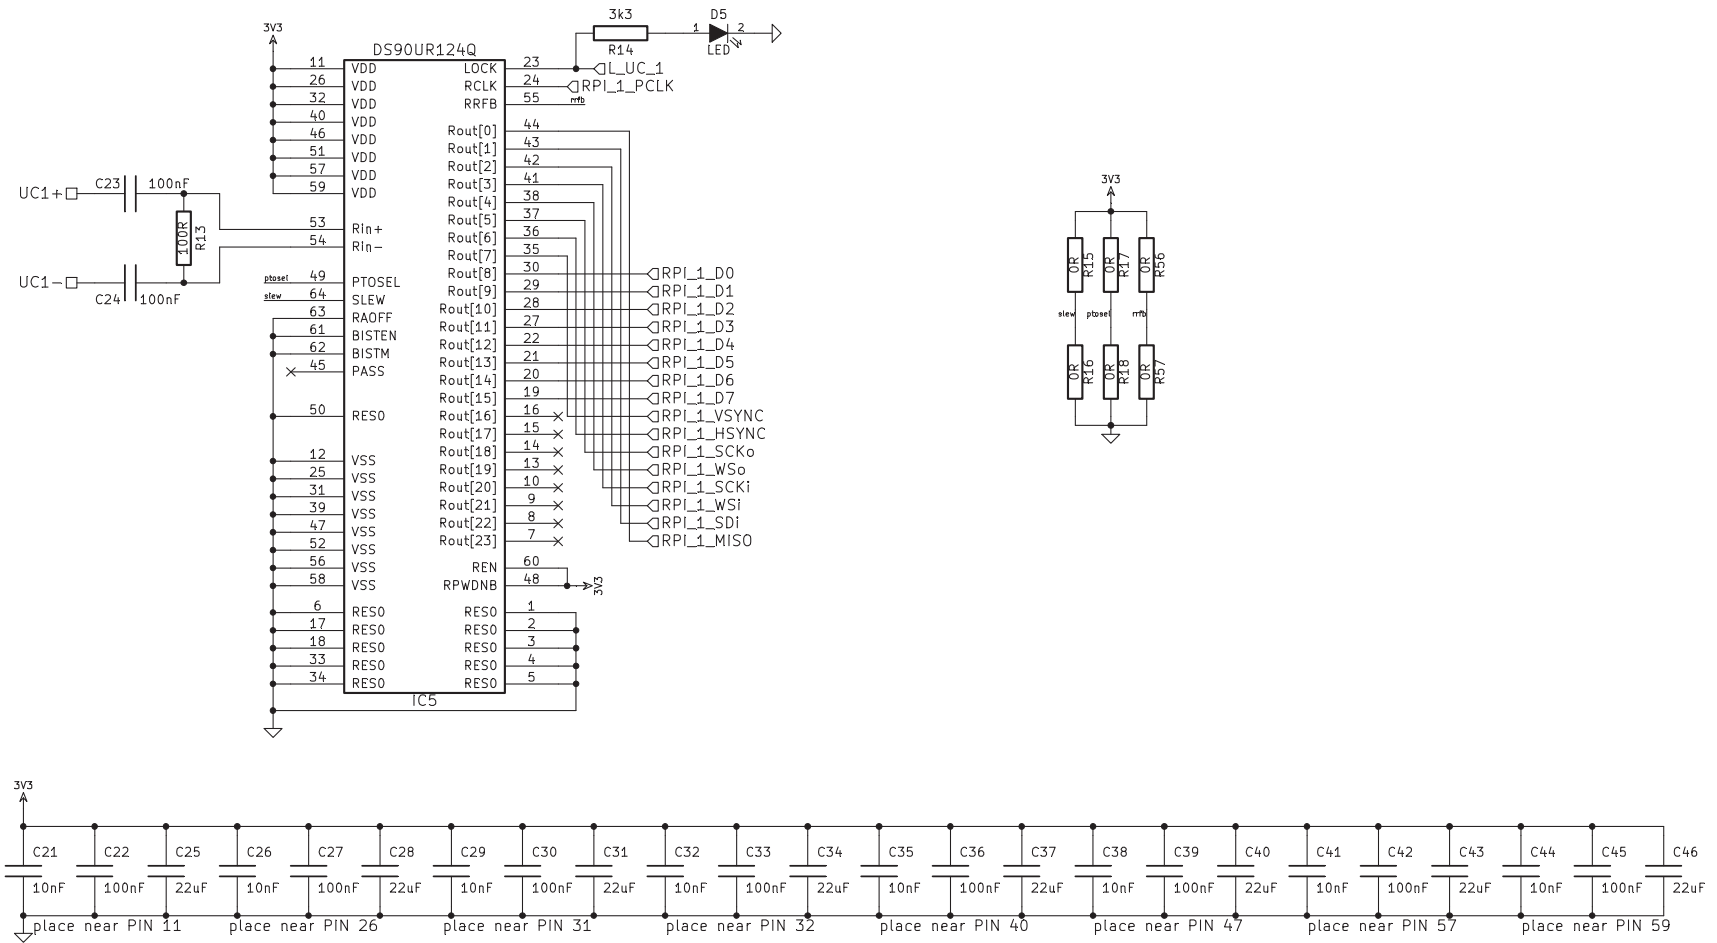 3k3
D5
1
2
R14
LED
3V3
DS90UR124Q
11 VDD LOCK 23 L_UC_1
26 VDD RCLK 24 RPI_1_PCLK
32 VDD RRFB 55 rrfb
40 VDD
Rout[0] 44
46 VDD
Rout[1] 43
51 VDD
Rout[2] 42
57 VDD
Rout[3] 41
59 VDD
Rout[4] 38
UC1+ C23 100nF
100R R13
Rout[5] 37
53 RIn+
Rout[6] 36
54 RIn-
Rout[7] 35
UC1- C24 100nF
ptosel 49 PTOSEL
Rout[8] 30 RPI_1_D0
slew 64 SLEW
Rout[9] 29 RPI_1_D1
63 RAOFF
Rout[10] 28 RPI_1_D2
61 BISTEN
Rout[11] 27 RPI_1_D3
62 BISTM
Rout[12] 22 RPI_1_D4
45 PASS
Rout[13] 21 RPI_1_D5
Rout[14] 20 RPI_1_D6
Rout[15] 19 RPI_1_D7
50 RES0 Rout[16] 16 RPI_1_VSYNC
Rout[17] 15 RPI_1_HSYNC
Rout[18] 14 RPI_1_SCKo
12 VSS
Rout[19] 13 RPI_1_WSo
25 VSS
Rout[20] 10 RPI_1_SCKi
31 VSS
Rout[21] 9 RPI_1_WSi
39 VSS
Rout[22] 8 RPI_1_SDi
47 VSS
Rout[23] 7 RPI_1_MISO
52 VSS
56 VSS REN 60
58 VSS RPWDNB 48 3V3
6 RES0 RES0 1
17 RES0 RES0 2
18 RES0 RES0 3
33 RES0 RES0 4
34 RES0 RES0 5
IC5
3V3
0R R15 0R R17 0R R56
slew ptosel rrfb
0R R16 0R R18 0R R57
3V3
C21 C22 C25 C26 C27 C28 C29 C30 C31 C32 C33 C34 C35 C36 C37 C38 C39 C40 C41 C42 C43 C44 C45 C46
10nF 100nF 22uF 10nF 100nF 22uF 10nF 100nF 22uF 10nF 100nF 22uF 10nF 100nF 22uF 10nF 100nF 22uF 10nF 100nF 22uF 10nF 100nF 22uF
place near PIN 11 place near PIN 26 place near PIN 31 place near PIN 32 place near PIN 40 place near PIN 47 place near PIN 57 place near PIN 59